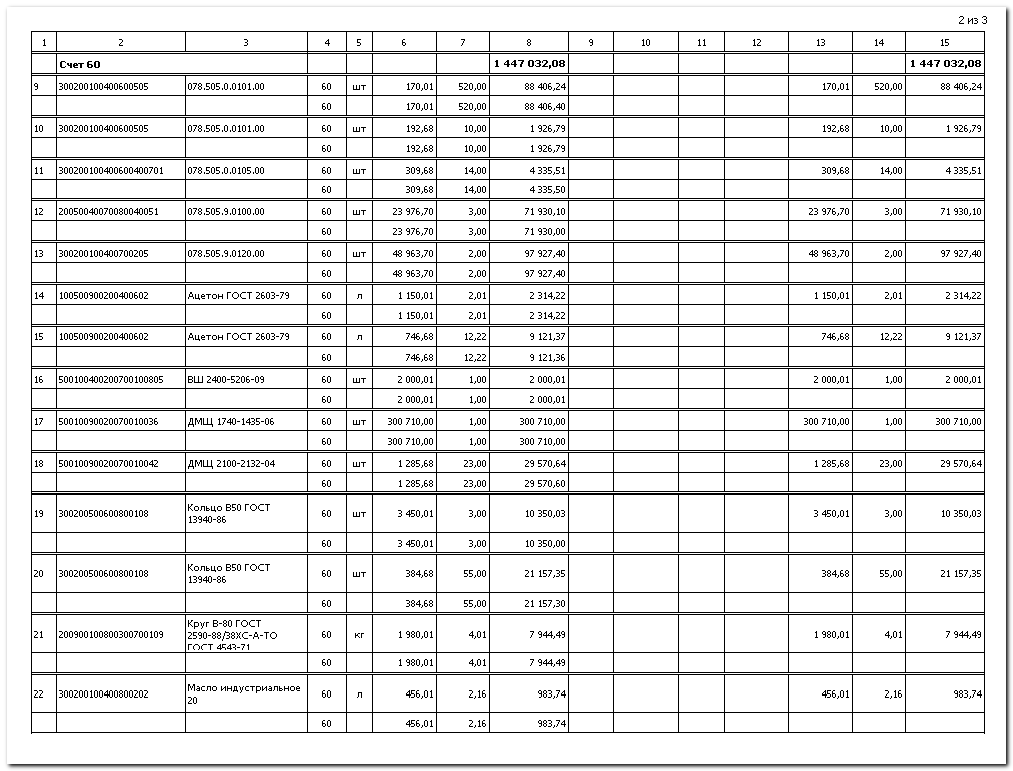 2 из 3
1 2 3 4 5 6 7 8 9 10 11 12 13 14 15
Счет 60 1 447 032,08 1 447 032,08
9 300200100400600505 078.505.0.0101.00 60 шт 170,01 520,00 88 406,24 170,01 520,00 88 406,24
60 170,01 520,00 88 406,40
10 300200100400600505 078.505.0.0101.00 60 шт 192,68 10,00 1 926,79 192,68 10,00 1 926,79
60 192,68 10,00 1 926,79
11 300200100400600400701 078.505.0.0105.00 60 шт 309,68 14,00 4 335,51 309,68 14,00 4 335,51
60 309,68 14,00 4 335,50
12 20050040070080040051 078.505.9.0100.00 60 шт 23 976,70 3,00 71 930,10 23 976,70 3,00 71 930,10
60 23 976,70 3,00 71 930,00
13 300200100400700205 078.505.9.0120.00 60 шт 48 963,70 2,00 97 927,40 48 963,70 2,00 97 927,40
60 48 963,70 2,00 97 927,40
14 100500900200400602 Ацетон ГОСТ 2603-79 60 л 1 150,01 2,01 2 314,22 1 150,01 2,01 2 314,22
60 1 150,01 2,01 2 314,22
15 100500900200400602 Ацетон ГОСТ 2603-79 60 л 746,68 12,22 9 121,37 746,68 12,22 9 121,37
60 746,68 12,22 9 121,36
16 500100400200700100805 ВШ 2400-5206-09 60 шт 2 000,01 1,00 2 000,01 2 000,01 1,00 2 000,01
60 2 000,01 1,00 2 000,01
17 50010090020070010036 ДМЩ 1740-1435-06 60 шт 300 710,00 1,00 300 710,00 300 710,00 1,00 300 710,00
60 300 710,00 1,00 300 710,00
18 50010090020070010042 ДМЩ 2100-2132-04 60 шт 1 285,68 23,00 29 570,64 1 285,68 23,00 29 570,64
60 1 285,68 23,00 29 570,60
19 300200500600800108 Кольцо В50 ГОСТ
13940-86 60 шт 3 450,01 3,00 10 350,03 3 450,01 3,00 10 350,03
60 3 450,01 3,00 10 350,00
20 300200500600800108 Кольцо В50 ГОСТ
13940-86 60 шт 384,68 55,00 21 157,35 384,68 55,00 21 157,35
60 384,68 55,00 21 157,30
21 200900100800300700109 Круг В-80 ГОСТ
2590-88/38ХС-А-ТО
ГОСТ 4543-71 60 кг 1 980,01 4,01 7 944,49 1 980,01 4,01 7 944,49
60 1 980,01 4,01 7 944,49
22 300200100400800202 Масло индустриальное
20 60 л 456,01 2,16 983,74 456,01 2,16 983,74
60 456,01 2,16 983,74